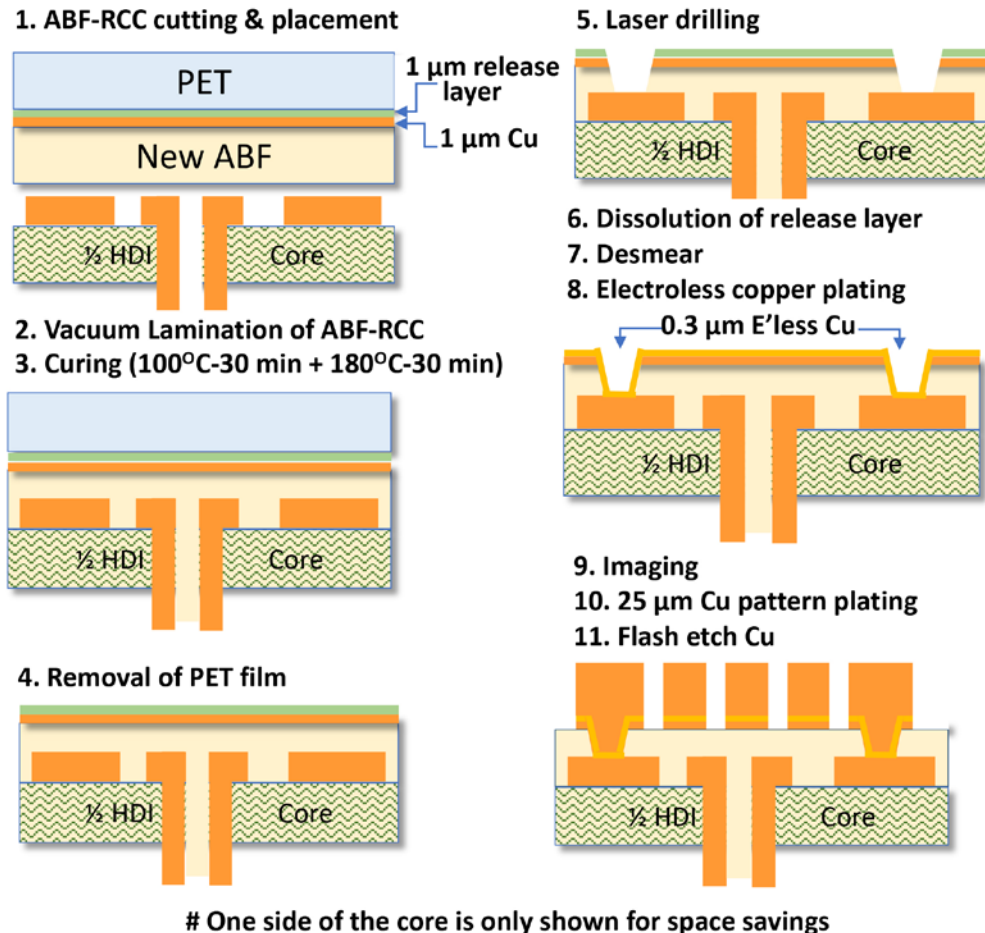 1. ABF-RCC cutting & placement
PET
1 µm release
layer
1 µm Cu
New ABF
½ HDI
Core
2. Vacuum Lamination of ABF-RCC
3. Curing (100⁰C-30 min + 180⁰C-30 min)
½ HDI
Core
4. Removal of PET film
½ HDI
Core
5. Laser drilling
½ HDI
Core
6. Dissolution of release layer
7. Desmear
8. Electroless copper plating
0.3 µm E’less Cu
½ HDI
Core
9. Imaging
10. 25 µm Cu pattern plating
11. Flash etch Cu
½ HDI
Core
# One side of the core is only shown for space savings